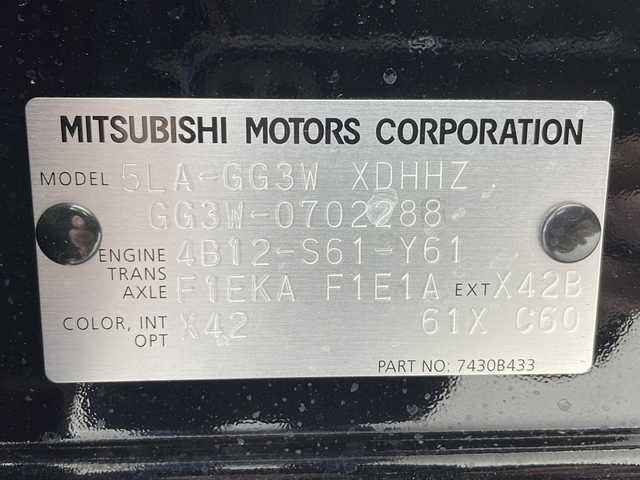 MITSUBISHI MOTORS CORPORATION
MODEL 5LA-GG3W XDHHZ
GG3W-0702288
ENGINE 4B12-S61-Y61
TRANS
AXLE F1EKA F1E1A EXT X42B
COLOR, INT X42 61X C60
OPT
PART NO: 7430B433